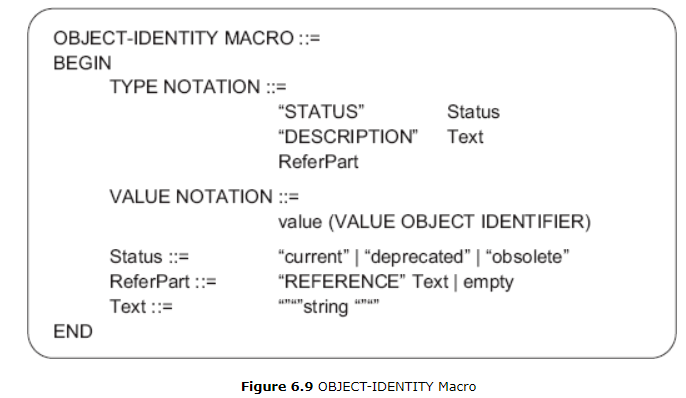 OBJECT-IDENTITY MACRO ::=
BEGIN
TYPE NOTATION ::=
“STATUS” Status
“DESCRIPTION” Text
ReferPart
VALUE NOTATION ::=
value (VALUE OBJECT IDENTIFIER)
Status ::= “current” | “deprecated” | “obsolete”
ReferPart ::= “REFERENCE” Text | empty
Text ::= “““”string “““”
END
Figure 6.9 OBJECT-IDENTITY Macro